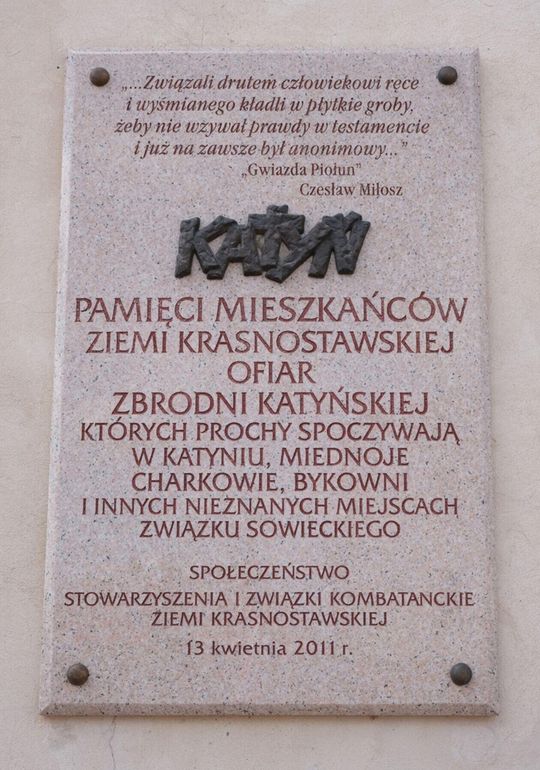 „...Związali drutem człowiekowi ręce
i wyśmianego kładli w płytkie groby,
żeby nie wzywał prawdy w testamencie
i już na zawsze był anonimowy...”
„Gwiazda Piołun”
Czesław Miłosz
KATYŃ
PAMIĘCI MIESZKAŃCÓW
ZIEMI KRASNOSTAWSKIEJ
OFIAR
ZBRODNI KATYŃSKIEJ
KTÓRYCH PROCHY SPOCZYWAJĄ
W KATYNIU, MIEDNOJE
CHARKOWIE, BYKOWNI
I INNYCH NIEZNANYCH MIEJSCACH
ZWIĄZKU SOWIECKIEGO
SPOŁECZEŃSTWO
STOWARZYSZENIA I ZWIĄZKI KOMBATANCKIE
ZIEMI KRASNOSTAWSKIEJ
13 kwietnia 2011 r.